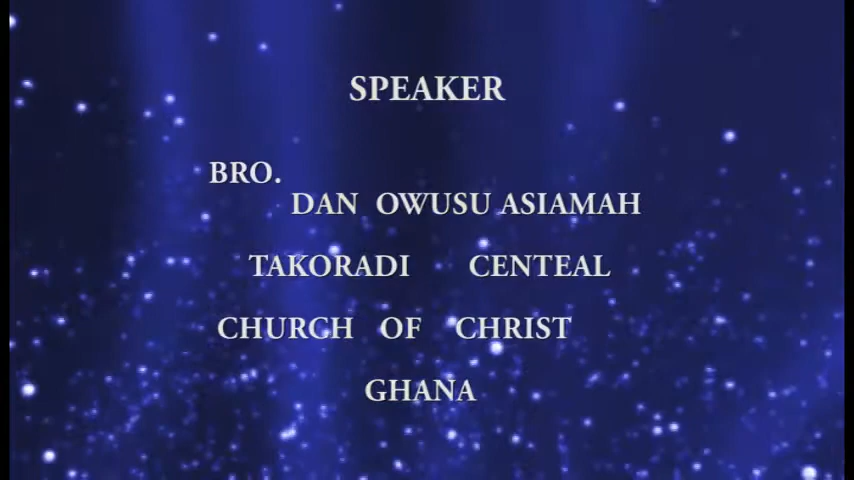 SPEAKER
BRO.
DAN OWUSU ASIAMAH
TAKORADI CENTEAL
CHURCH OF CHRIST
GHANA